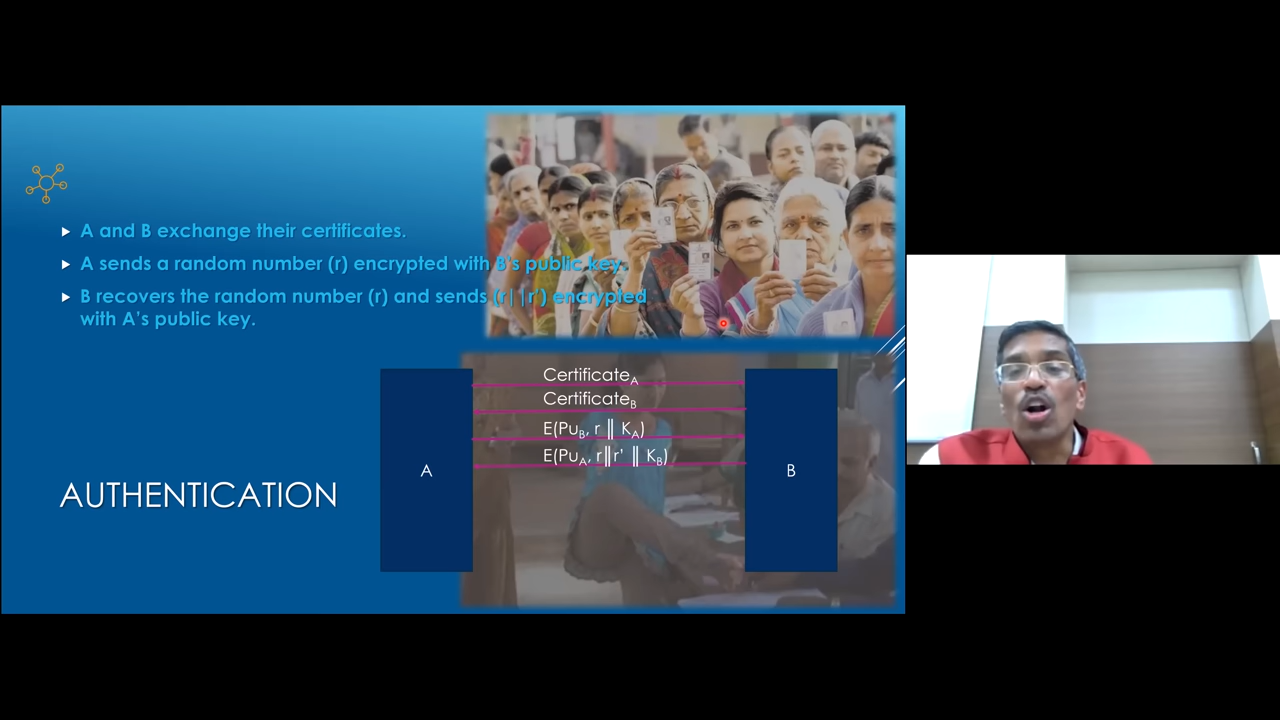 A and B exchange their certificates.
A sends a random number (r) encrypted with B's public key.
B recovers the random number (r) and sends (r||r') encrypted
with A's public key.
Certificate_A
Certificate_B
E(Pu_B, r ‖ K_A)
E(Pu_A, r‖r' ‖ K_B)
A
B
AUTHENTICATION